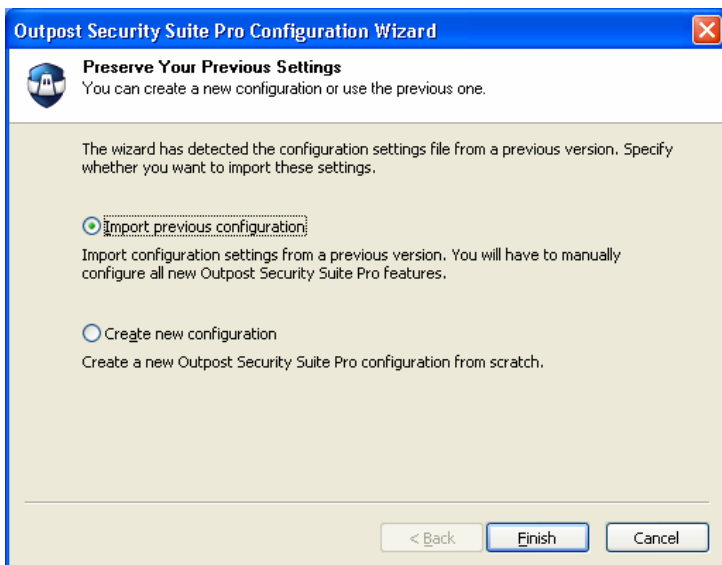 Outpost Security Suite Pro Configuration Wizard
Preserve Your Previous Settings
You can create a new configuration or use the previous one.
The wizard has detected the configuration settings file from a previous version. Specify
whether you want to import these settings.
Import previous configuration
Import configuration settings from a previous version. You will have to manually
configure all new Outpost Security Suite Pro features.
Create new configuration
Create a new Outpost Security Suite Pro configuration from scratch.
< Back Finish Cancel